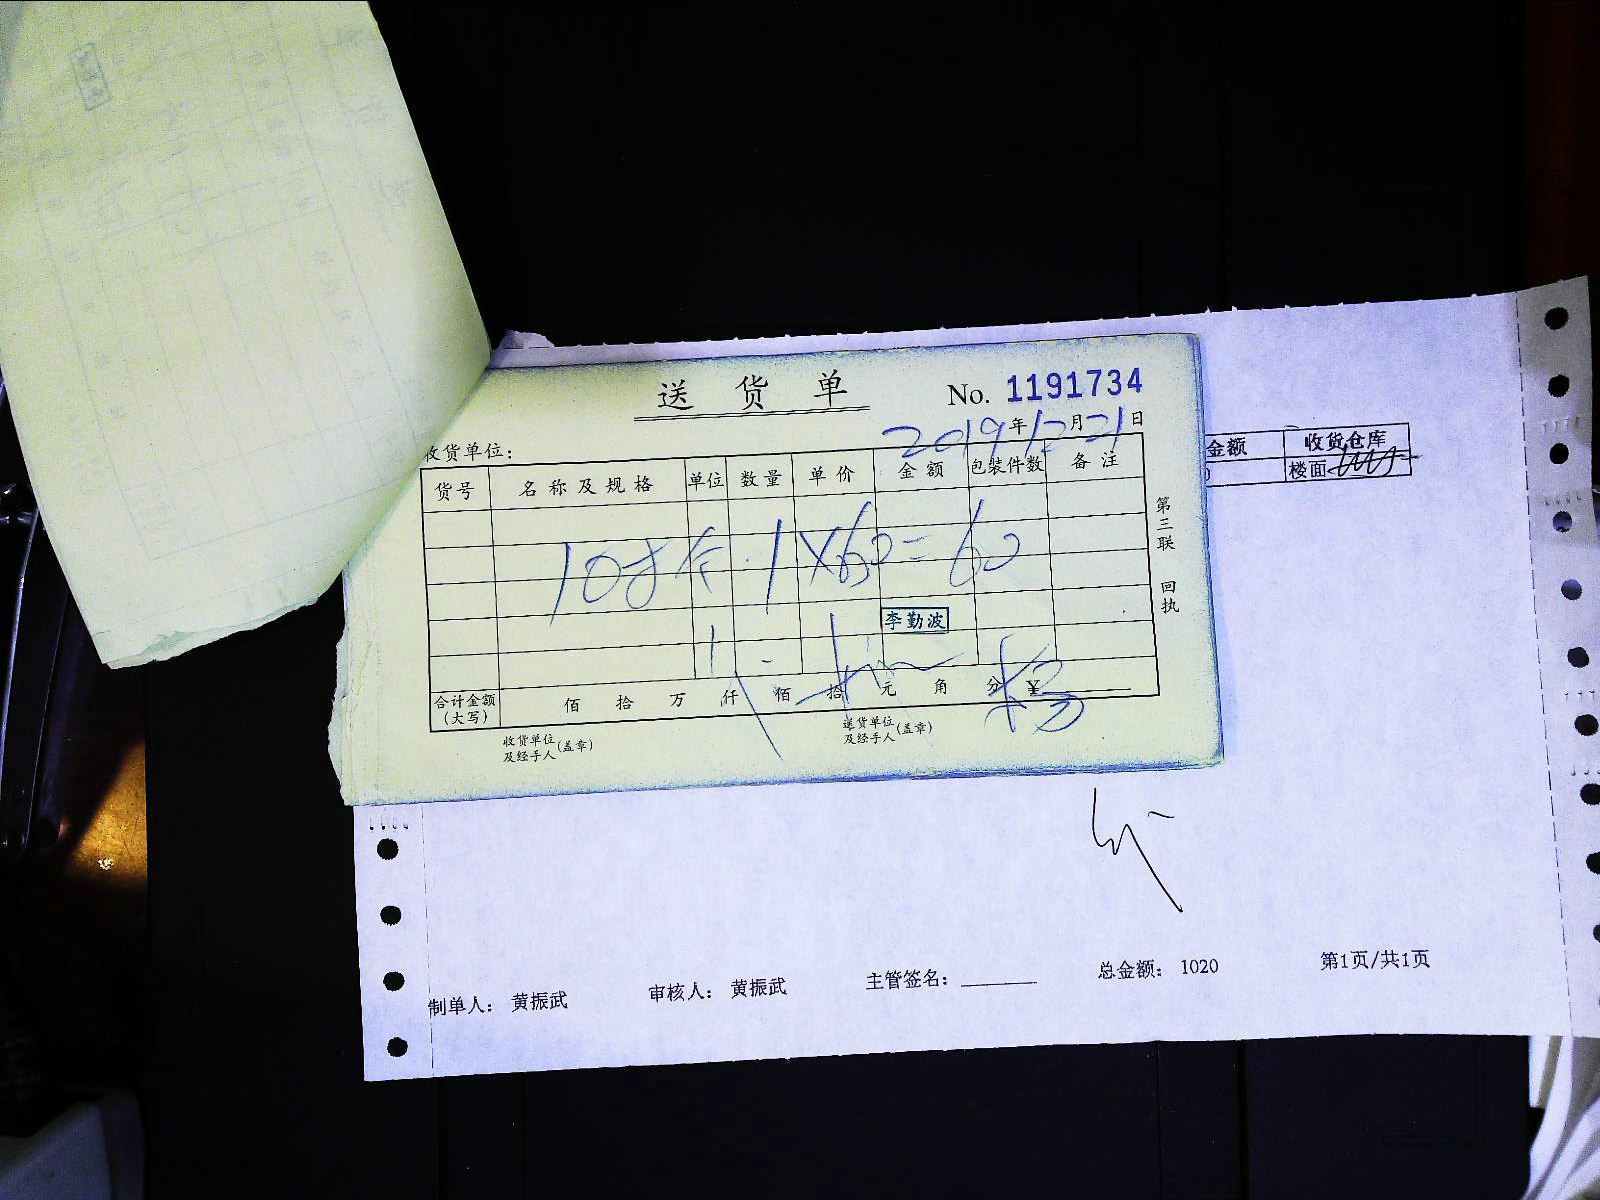 送货单 No. 1191734
2019年12月21日
收货单位：
货号 名称及规格 单位 数量 单价 金额 包装件数 备注
1 X 60 = 60
李勤波
合计金额（大写） 佰 拾 万 仟 佰 拾 元 角 分 ¥
收货单位及经手人（盖章） 送货单位及经手人（盖章）
第三联 回执
金额 收货仓库
楼面
制单人： 黄振武 审核人： 黄振武 主管签名： 总金额： 1020 第1页/共1页